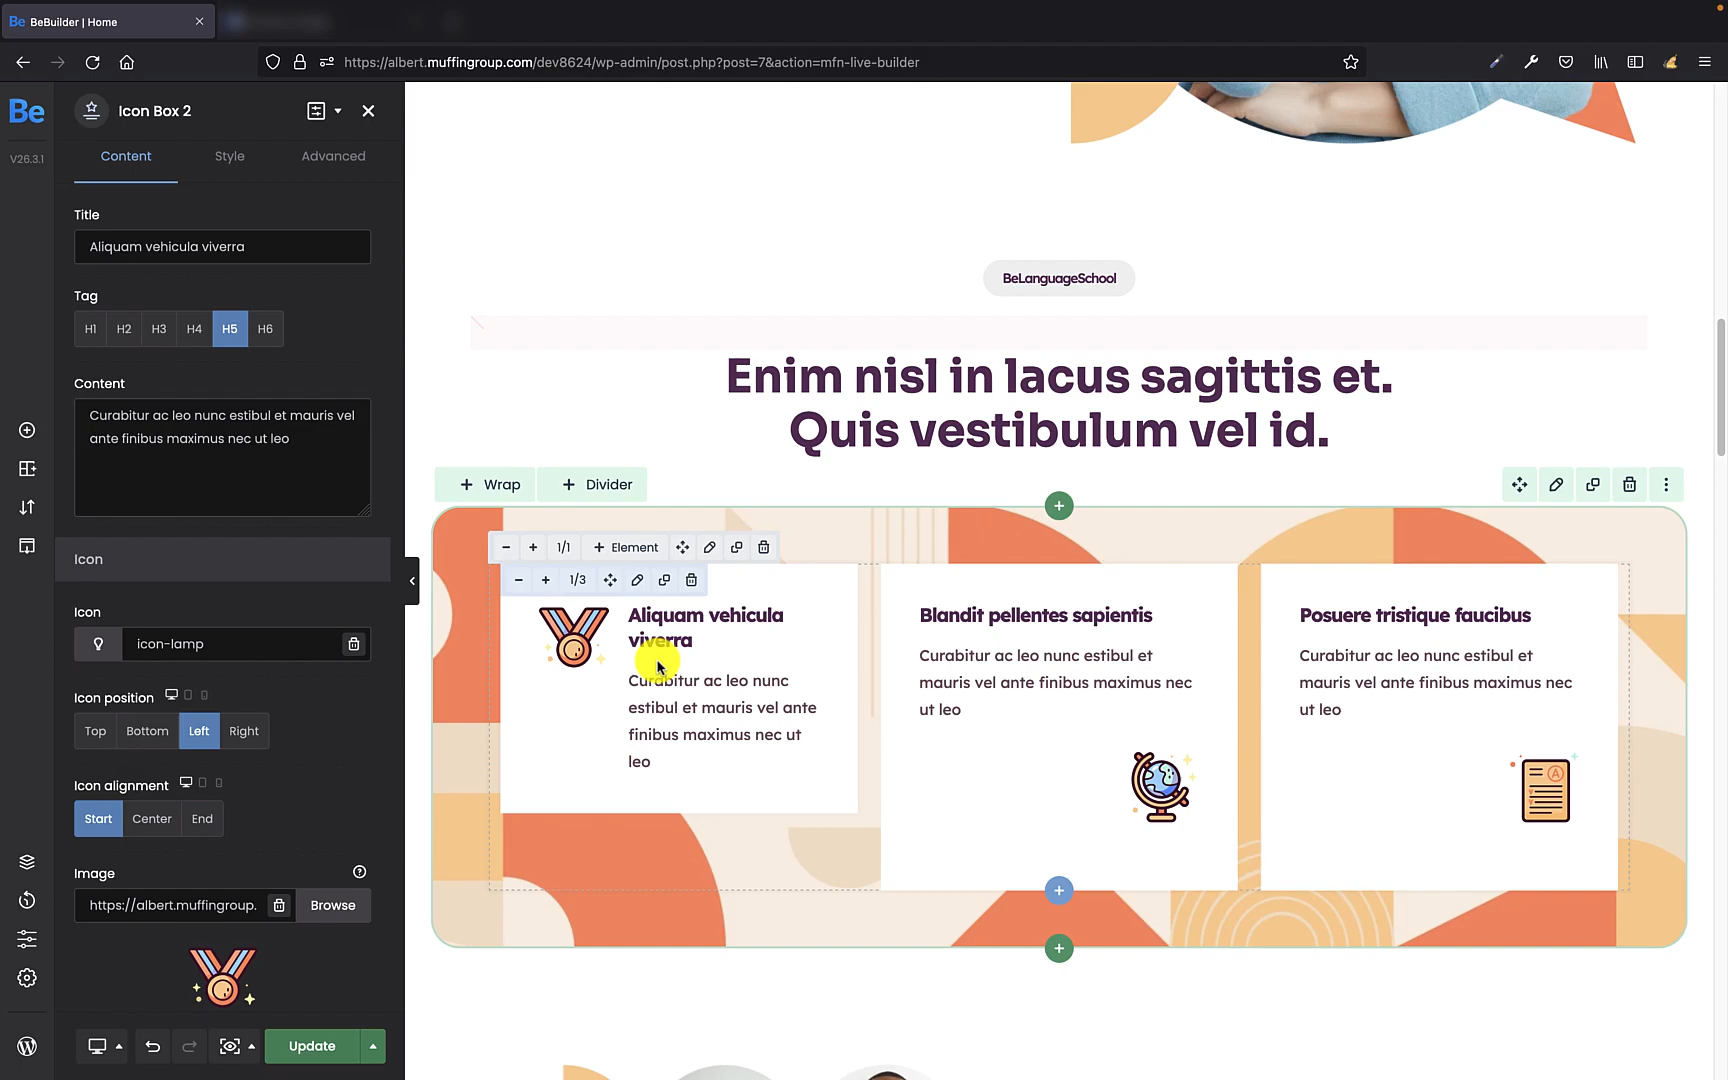 Be BeBuilder | Home
https://albert.muffingroup.com/dev8624/wp-admin/post.php?post=7&action=mfn-live-builder
Be
V26.3.1
Icon Box 2
Content
Style
Advanced
Title
Aliquam vehicula viverra
Tag
H1
H2
H3
H4
H5
H6
Content
Curabitur ac leo nunc estibul et mauris vel
ante finibus maximus nec ut leo
Icon
Icon
icon-lamp
Icon position
Top
Bottom
Left
Right
Icon alignment
Start
Center
End
Image
https://albert.muffingroup.
Browse
Update
BeLanguageSchool
Enim nisl in lacus sagittis et.
Quis vestibulum vel id.
+ Wrap
+ Divider
1/1
+ Element
1/3
Aliquam vehicula
viverra
Curabitur ac leo nunc
estibul et mauris vel ante
finibus maximus nec ut
leo
Blandit pellentes sapientis
Curabitur ac leo nunc estibul et
mauris vel ante finibus maximus nec
ut leo
Posuere tristique faucibus
Curabitur ac leo nunc estibul et
mauris vel ante finibus maximus nec
ut leo
A